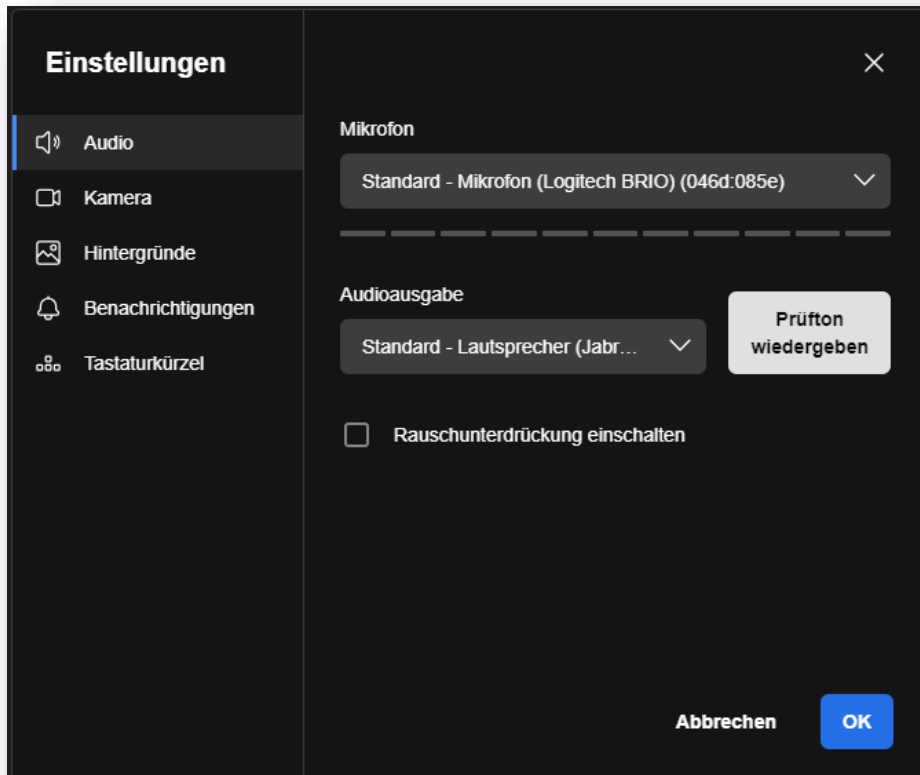 Einstellungen
Audio
Kamera
Hintergründe
Benachrichtigungen
Tastaturkürzel
Mikrofon
Standard - Mikrofon (Logitech BRIO) (046d:085e)
Audioausgabe
Standard - Lautsprecher (Jabr...
Prüfton
wiedergeben
Rauschunterdrückung einschalten
Abbrechen
OK